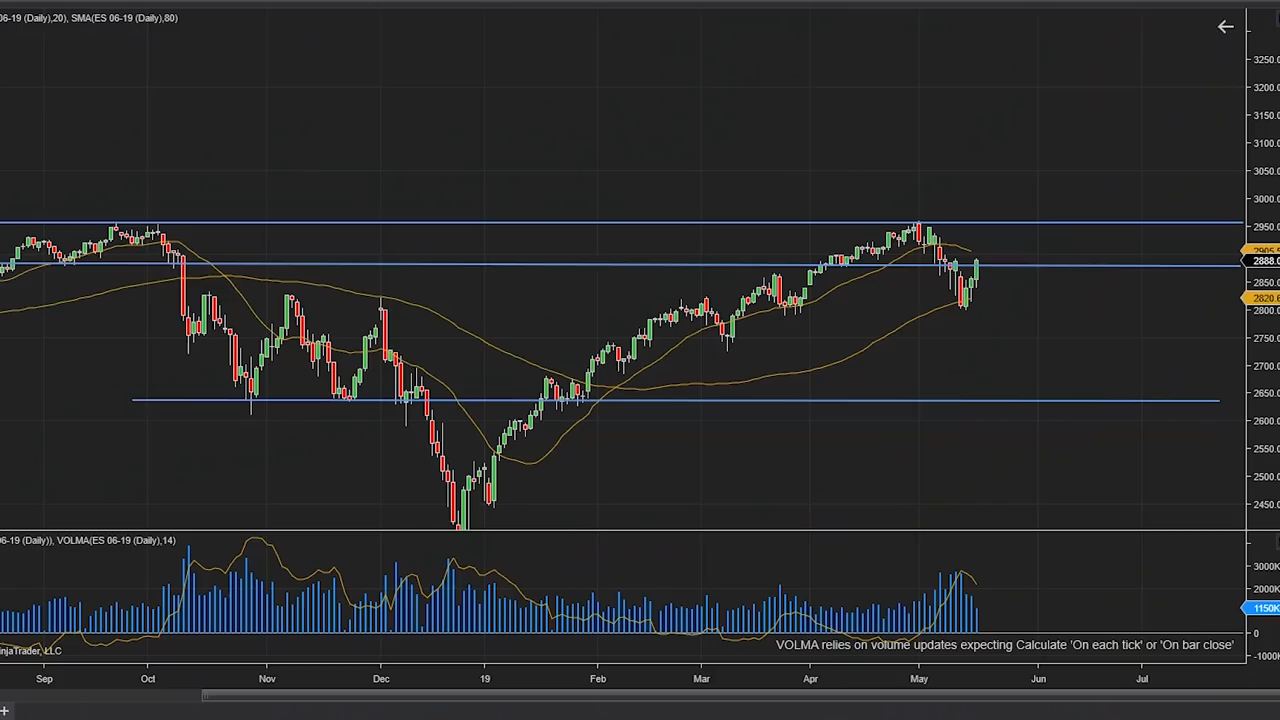 06-19 (Daily),20), SMA(ES 06-19 (Daily),80)
3250.0
3200.0
3150.0
3100.0
3050.0
3000.0
2950.0
2905.5
2888.0
2850.0
2820.6
2800.0
2750.0
2700.0
2650.0
2600.0
2550.0
2500.0
2450.0
06-19 (Daily)), VOLMA(ES 06-19 (Daily),14)
3000K
2000K
1150K
0
-1000K
VOLMA relies on volume updates expecting Calculate 'On each tick' or 'On bar close'
injaTrader, LLC
Sep Oct Nov Dec 19 Feb Mar Apr May Jun Jul